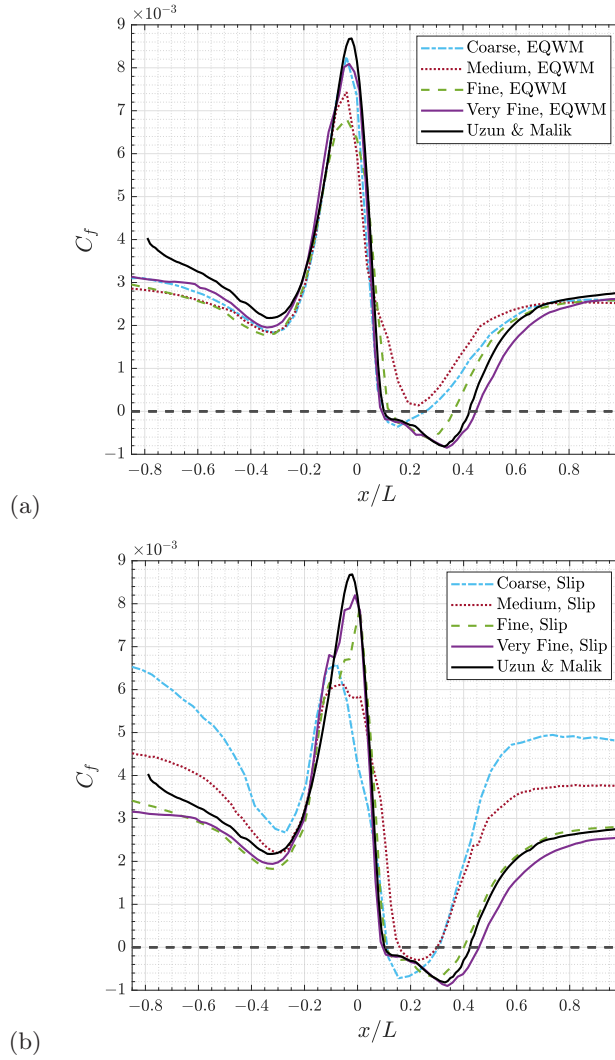 ×10⁻³
9
8
7
6
5
4
3
2
1
0
−1
C_f
−0.8 −0.6 −0.4 −0.2 0 0.2 0.4 0.6 0.8
x/L
Coarse, EQWM
Medium, EQWM
Fine, EQWM
Very Fine, EQWM
Uzun & Malik
(a)
×10⁻³
9
8
7
6
5
4
3
2
1
0
−1
C_f
−0.8 −0.6 −0.4 −0.2 0 0.2 0.4 0.6 0.8
x/L
Coarse, Slip
Medium, Slip
Fine, Slip
Very Fine, Slip
Uzun & Malik
(b)